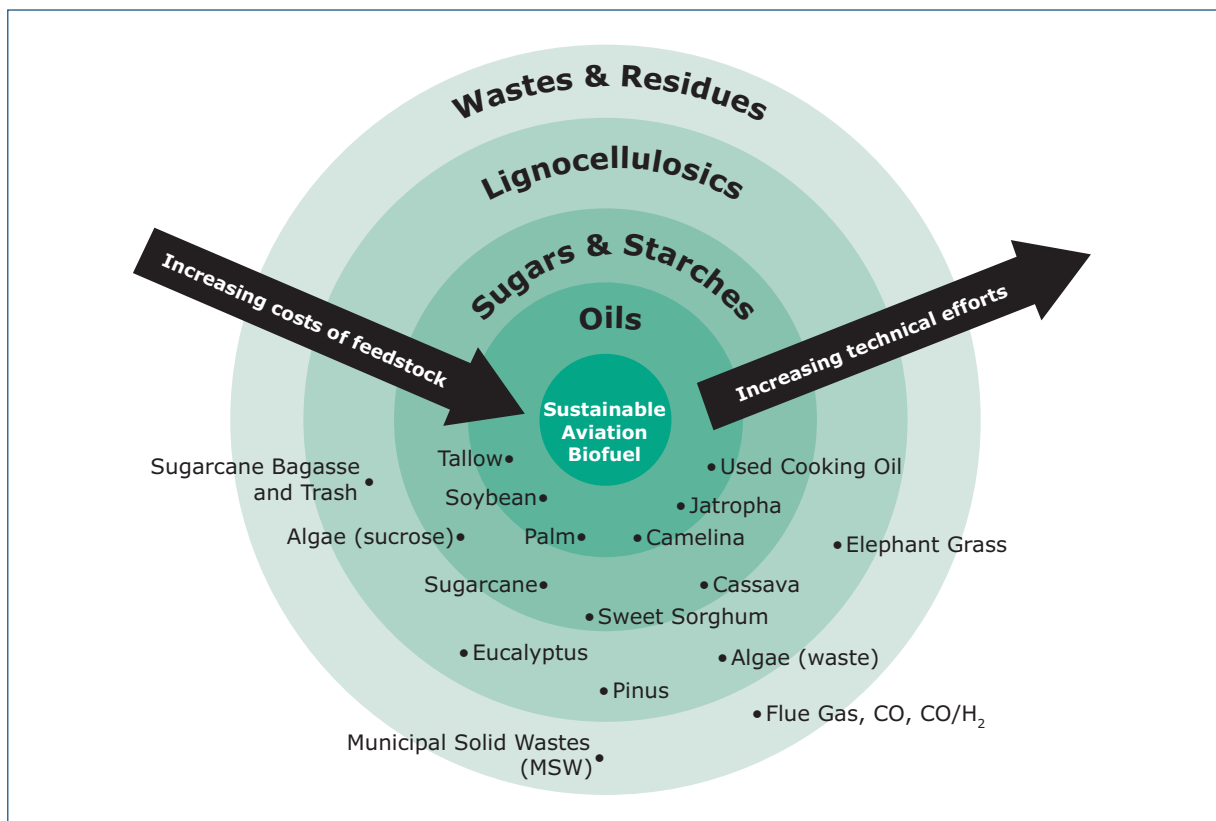 Wastes & Residues
Lignocellulosics
Sugars & Starches
Oils
Increasing costs of feedstock
Increasing technical efforts
Sustainable
Aviation
Biofuel
Tallow
Used Cooking Oil
Sugarcane Bagasse
and Trash
Soybean
Jatropha
Algae (sucrose)
Palm
Camelina
Elephant Grass
Sugarcane
Cassava
Sweet Sorghum
Eucalyptus
Algae (waste)
Pinus
Flue Gas, CO, CO/H₂
Municipal Solid Wastes
(MSW)